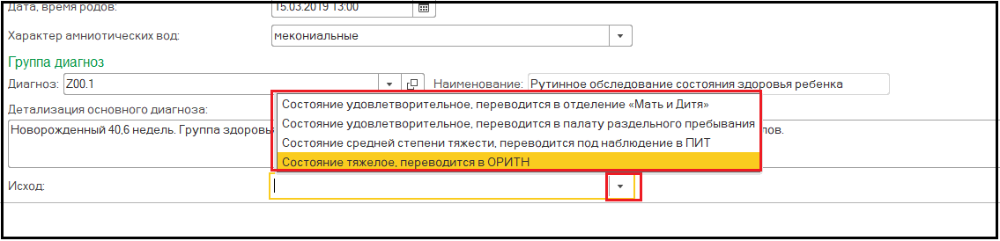 Дата, время родов: 15.03.2019 13:00
Характер амниотических вод: мекониальные
Группа диагноз
Диагноз: Z00.1 Наименование: Рутинное обследование состояния здоровья ребенка
Детализация основного диагноза:
Новорожденный 40,6 недель. Группа здоровь лов.
Состояние удовлетворительное, переводится в отделение «Мать и Дитя»
Состояние удовлетворительное, переводится в палату раздельного пребывания
Состояние средней степени тяжести, переводится под наблюдение в ПИТ
Состояние тяжелое, переводится в ОРИТН
Исход: